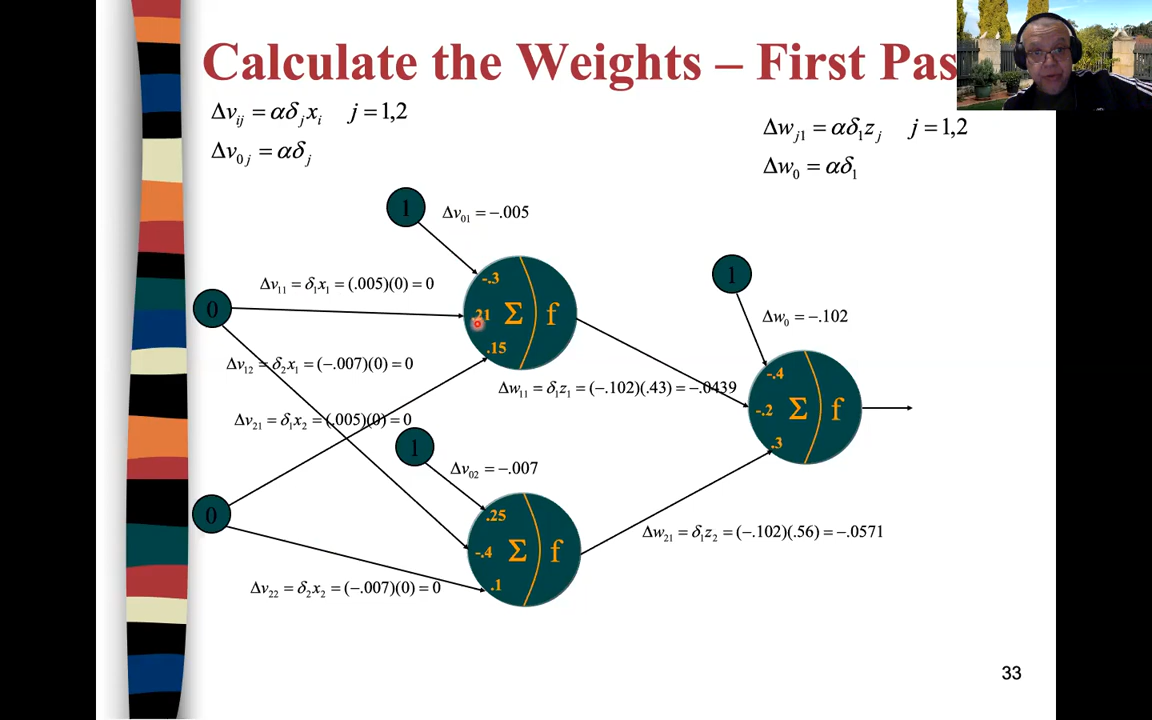 Calculate the Weights – First Pas
Δv_ij = αδ_j x_i   j = 1,2
Δv_0j = αδ_j
Δw_j1 = αδ_1 z_j   j = 1,2
Δw_0 = αδ_1
1
Δv_01 = −.005
Δv_11 = δ_1 x_1 = (.005)(0) = 0
0
-.3
.21
.15
Σ
f
1
Δw_0 = −.102
Δv_12 = δ_2 x_1 = (−.007)(0) = 0
Δw_11 = δ_1 z_1 = (−.102)(.43) = −.0439
-.4
-.2
.3
Σ
f
Δv_21 = δ_1 x_2 = (.005)(0) = 0
1
Δv_02 = −.007
0
.25
-.4
.1
Σ
f
Δw_21 = δ_1 z_2 = (−.102)(.56) = −.0571
Δv_22 = δ_2 x_2 = (−.007)(0) = 0
33